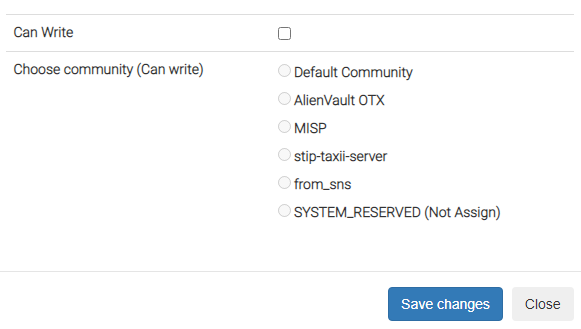 Can Write
Choose community (Can write)
Default Community
AlienVault OTX
MISP
stip-taxii-server
from_sns
SYSTEM_RESERVED (Not Assign)
Save changes
Close